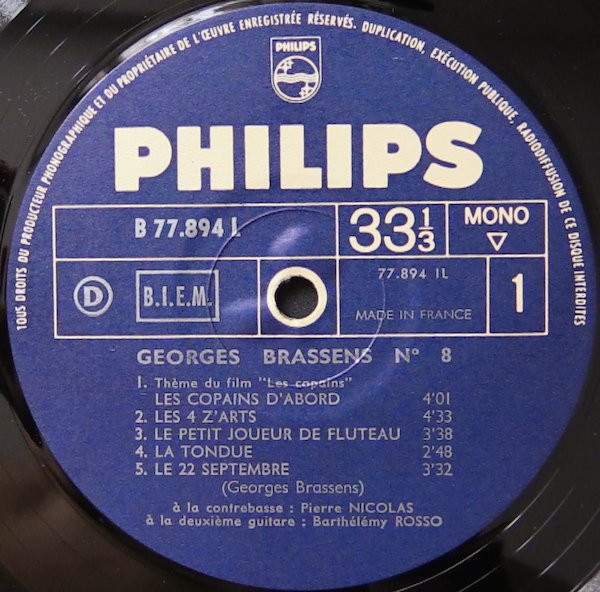 TOUS DROITS DU PRODUCTEUR PHONOGRAPHIQUE ET DU PROPRIÉTAIRE DE L'ŒUVRE ENREGISTRÉE RÉSERVÉS. DUPLICATION, EXÉCUTION PUBLIQUE, RADIODIFFUSION DE CE DISQUE INTERDITES
PHILIPS
PHILIPS
B 77.894 L
33 1/3
MONO
D
B.I.E.M.
77.894 1L
MADE IN FRANCE
1
GEORGES BRASSENS N° 8
1. Thème du film "Les copains"
LES COPAINS D'ABORD 4'01
2. LES 4 Z'ARTS 4'33
3. LE PETIT JOUEUR DE FLUTEAU 3'38
4. LA TONDUE 2'48
5. LE 22 SEPTEMBRE 3'32
(Georges Brassens)
à la contrebasse : Pierre NICOLAS
à la deuxième guitare : Barthélémy ROSSO